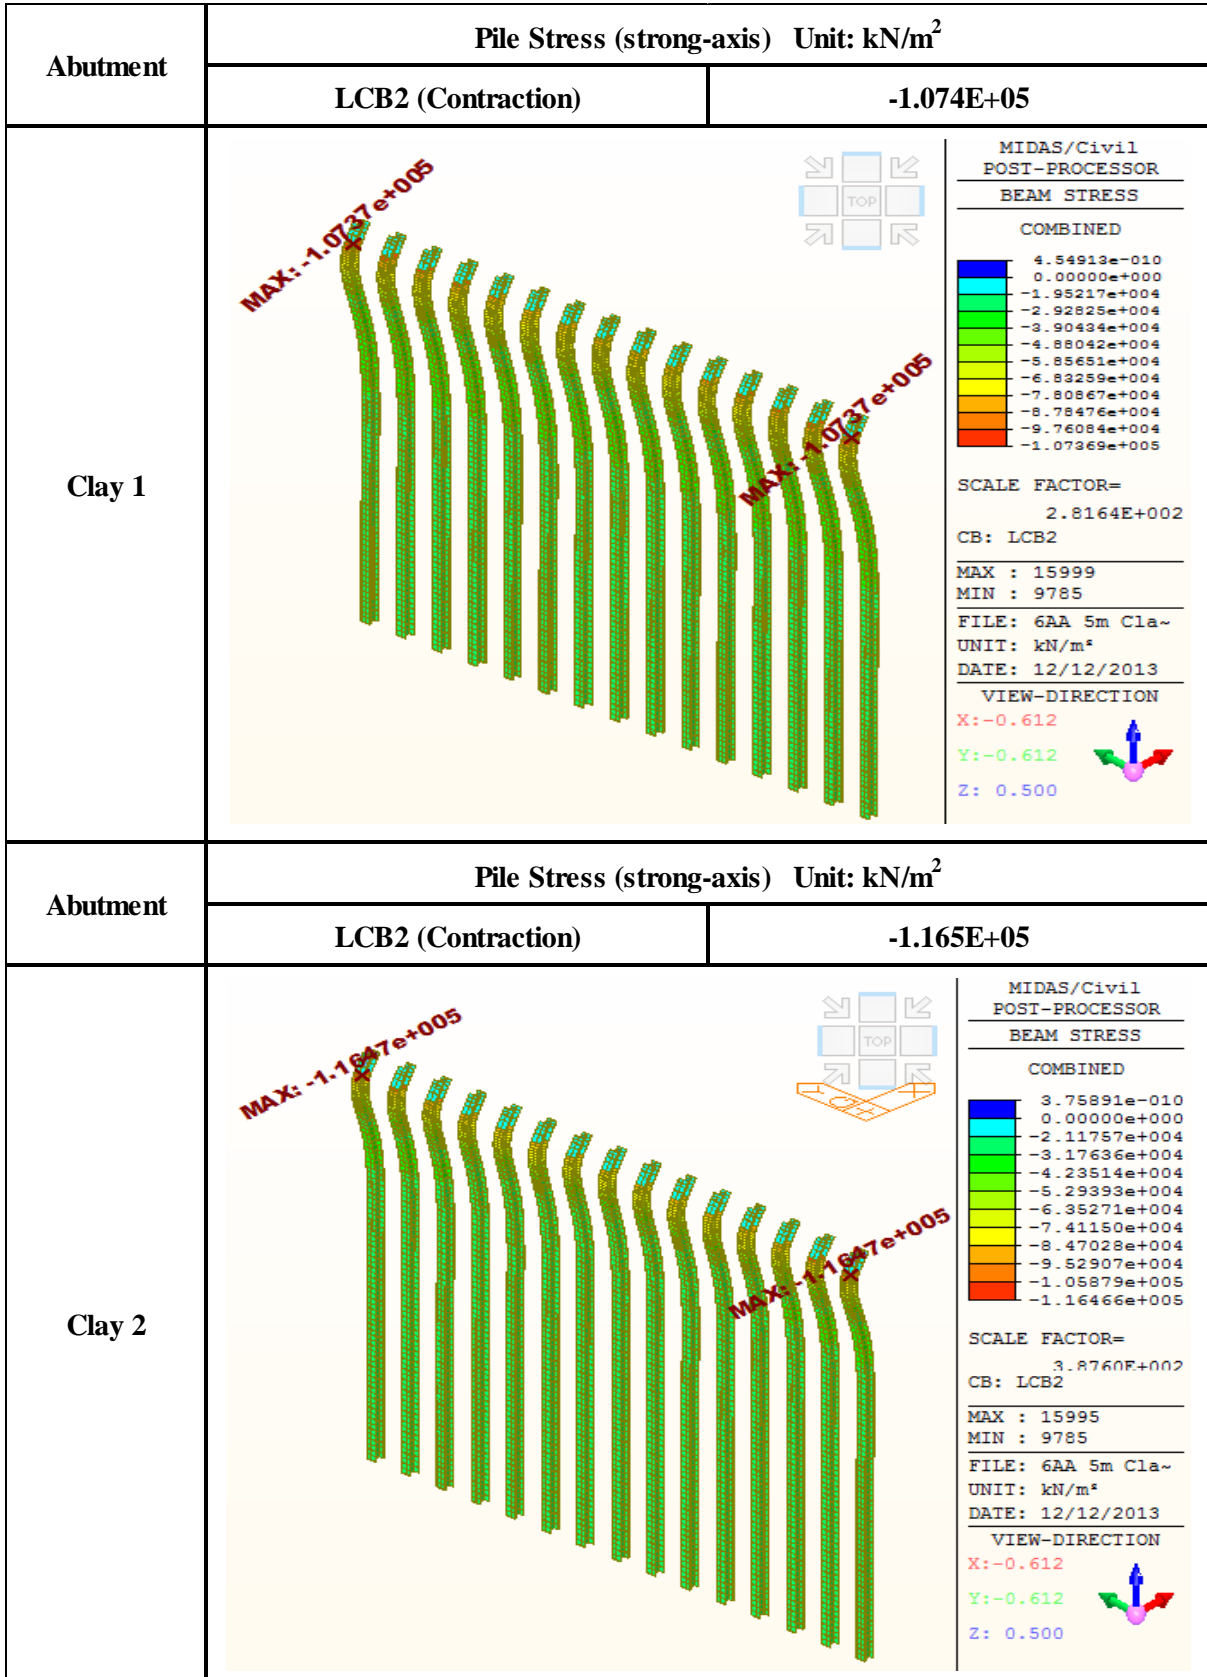 Abutment
Pile Stress (strong-axis) Unit: kN/m²
LCB2 (Contraction)
-1.074E+05
Clay 1
MAX: -1.0737e+005
MAX: -1.0737e+005
TOP
MIDAS/Civil
POST-PROCESSOR
BEAM STRESS
COMBINED
4.54913e-010
0.00000e+000
-1.95217e+004
-2.92825e+004
-3.90434e+004
-4.88042e+004
-5.85651e+004
-6.83259e+004
-7.80867e+004
-8.78476e+004
-9.76084e+004
-1.07369e+005
SCALE FACTOR=
2.8164E+002
CB: LCB2
MAX : 15999
MIN : 9785
FILE: 6AA 5m Cla~
UNIT: kN/m²
DATE: 12/12/2013
VIEW-DIRECTION
X:-0.612
Y:-0.612
Z: 0.500
Abutment
Pile Stress (strong-axis) Unit: kN/m²
LCB2 (Contraction)
-1.165E+05
Clay 2
MAX: -1.1647e+005
MAX: -1.1647e+005
TOP
MIDAS/Civil
POST-PROCESSOR
BEAM STRESS
COMBINED
3.75891e-010
0.00000e+000
-2.11757e+004
-3.17636e+004
-4.23514e+004
-5.29393e+004
-6.35271e+004
-7.41150e+004
-8.47028e+004
-9.52907e+004
-1.05879e+005
-1.16466e+005
SCALE FACTOR=
3.8760E+002
CB: LCB2
MAX : 15995
MIN : 9785
FILE: 6AA 5m Cla~
UNIT: kN/m²
DATE: 12/12/2013
VIEW-DIRECTION
X:-0.612
Y:-0.612
Z: 0.500